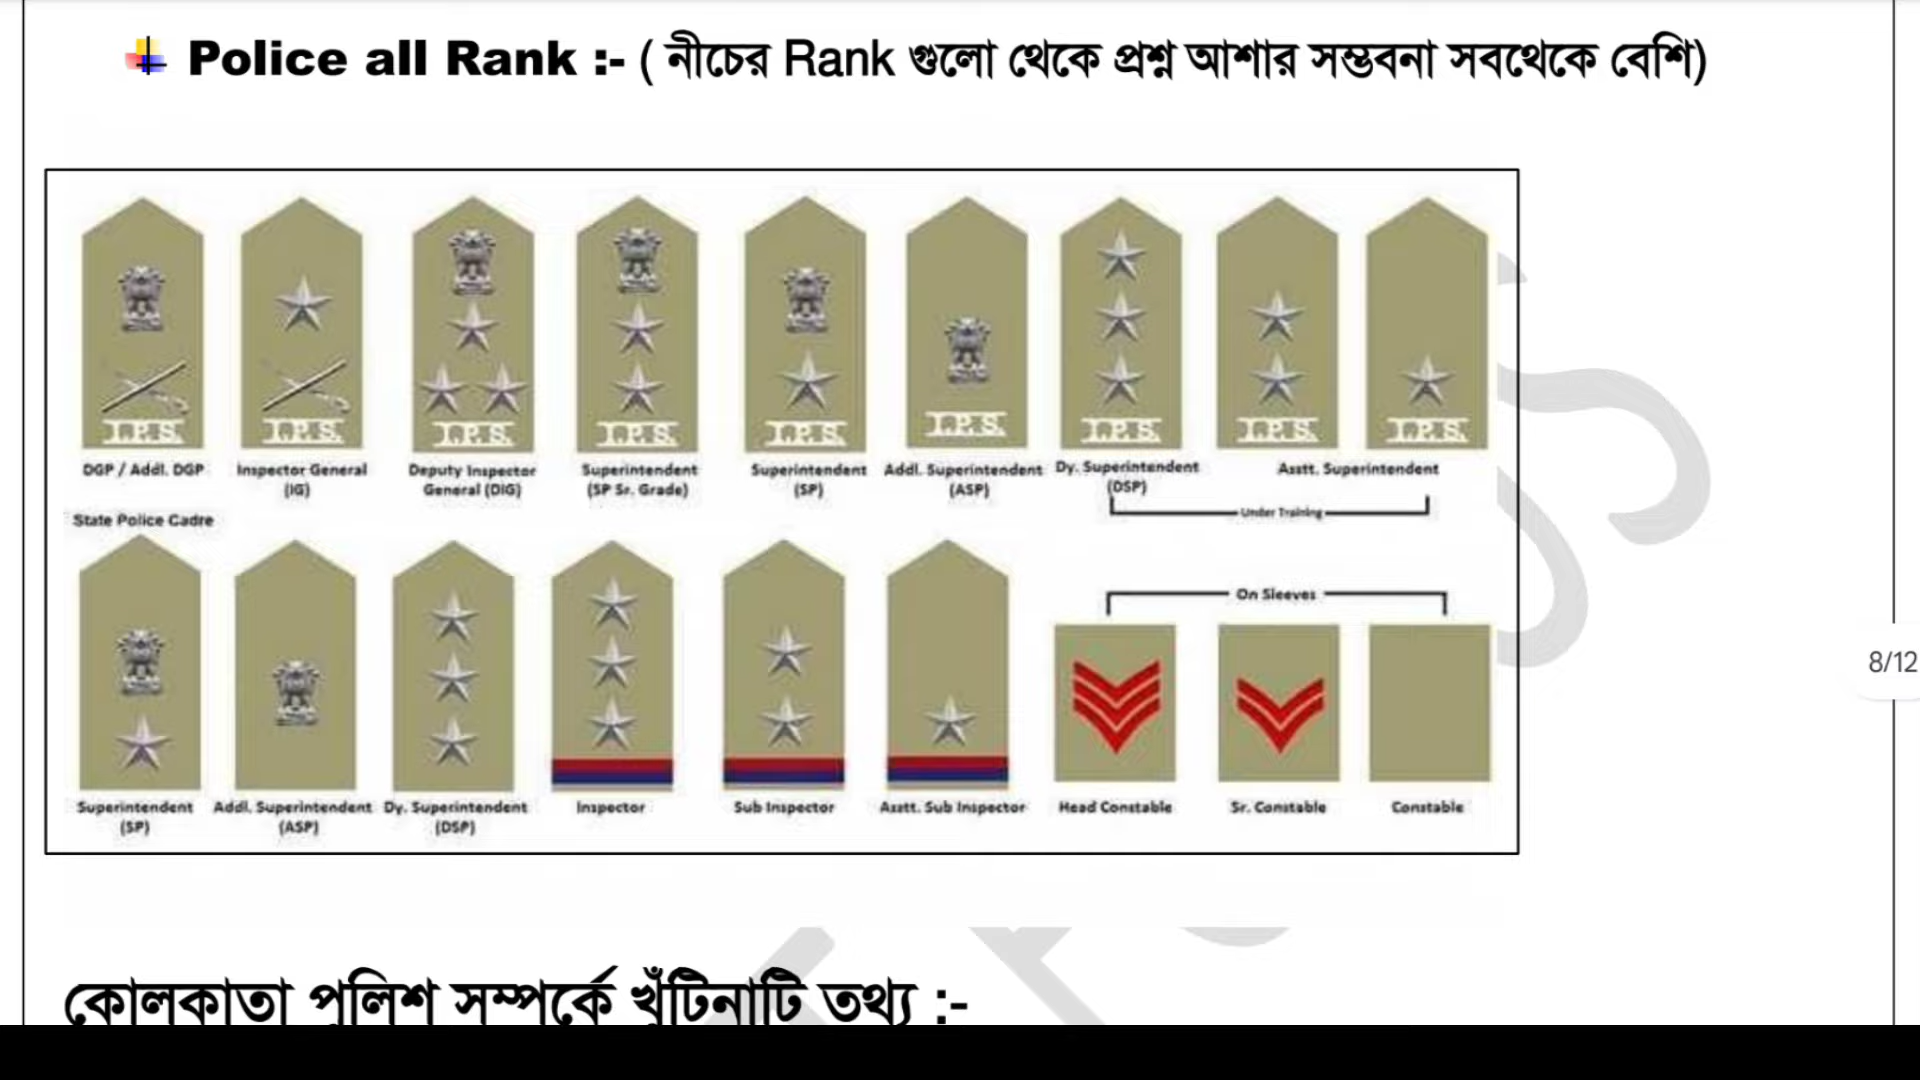 Police all Rank :- ( নীচের Rank গুলো থেকে প্রশ্ন আশার সম্ভবনা সবথেকে বেশি)
I.P.S. I.P.S. I.P.S. I.P.S. I.P.S. I.P.S. I.P.S. I.P.S. I.P.S.
DGP / Addl. DGP
Inspector General
(IG)
Deputy Inspector
General (DIG)
Superintendent
(SP Sr. Grade)
Superintendent
(SP)
Addl. Superintendent
(ASP)
Dy. Superintendent
(DSP)
Asstt. Superintendent
Under Training
State Police Cadre
On Sleeves
Superintendent
(SP)
Addl. Superintendent
(ASP)
Dy. Superintendent
(DSP)
Inspector
Sub Inspector
Asstt. Sub Inspector
Head Constable
Sr. Constable
Constable
8/12
কোলকাতা পুলিশ সম্পর্কে খুঁটিনাটি তথ্য :-